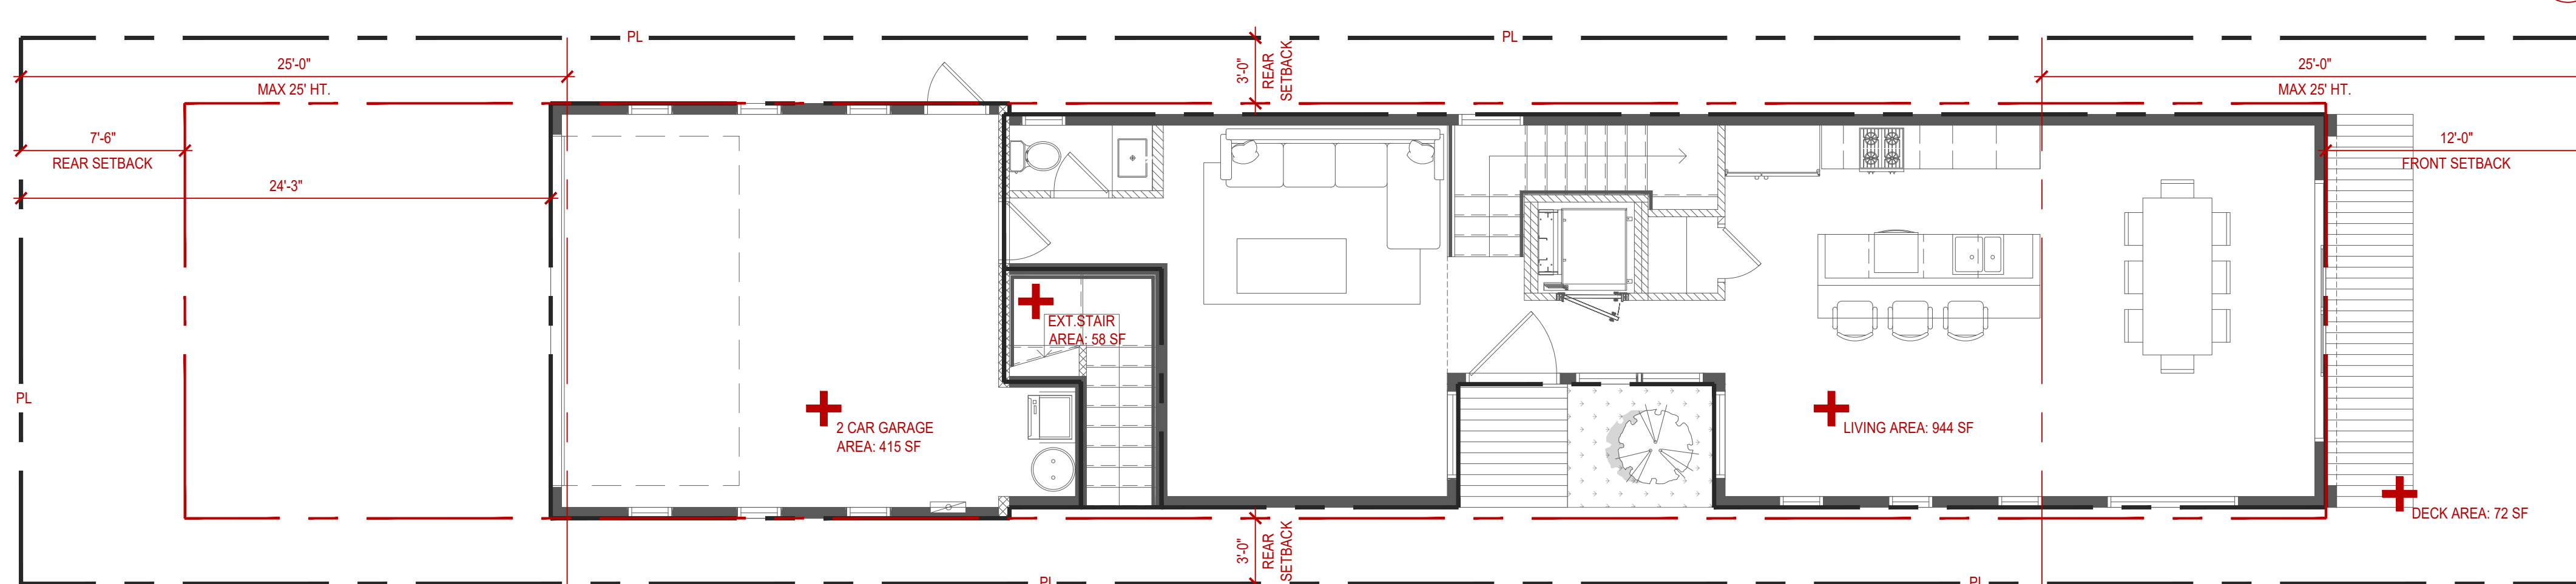 PL
PL
25'-0"
MAX 25' HT.
3'-0"
REAR
SETBACK
25'-0"
MAX 25' HT.
7'-6"
REAR SETBACK
12'-0"
FRONT SETBACK
24'-3"
EXT.STAIR
AREA: 58 SF
PL
2 CAR GARAGE
AREA: 415 SF
LIVING AREA: 944 SF
DECK AREA: 72 SF
3'-0"
REAR
SETBACK
PL
PL